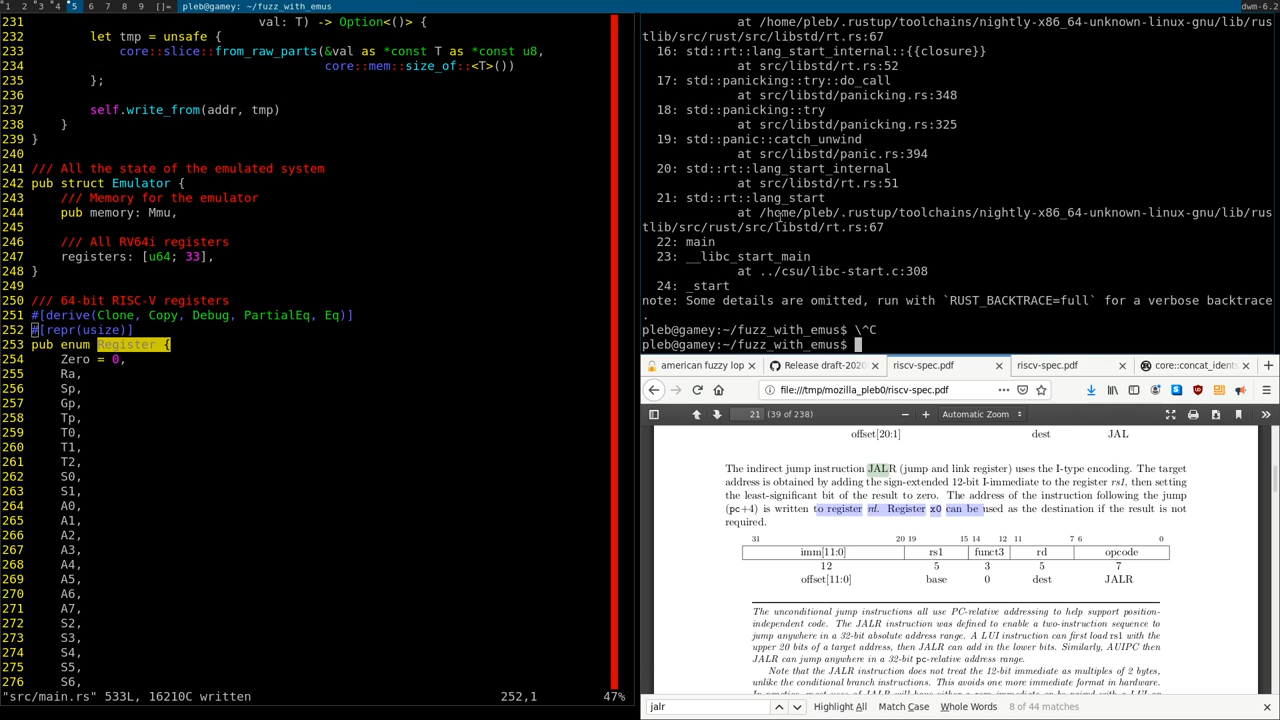 1 2 3 4 5 6 7 8 9 []= pleb@gamey: ~/fuzz_with_emus dwm-6.2
231 val: T) -> Option<()> {
232 let tmp = unsafe {
233 core::slice::from_raw_parts(&val as *const T as *const u8,
234 core::mem::size_of::<T>())
235 };
236
237 self.write_from(addr, tmp)
238 }
239 }
240
241 /// All the state of the emulated system
242 pub struct Emulator {
243 /// Memory for the emulator
244 pub memory: Mmu,
245
246 /// All RV64i registers
247 registers: [u64; 33],
248 }
249
250 /// 64-bit RISC-V registers
251 #[derive(Clone, Copy, Debug, PartialEq, Eq)]
252 #[repr(usize)]
253 pub enum Register {
254 Zero = 0,
255 Ra,
256 Sp,
257 Gp,
258 Tp,
259 T0,
260 T1,
261 T2,
262 S0,
263 S1,
264 A0,
265 A1,
266 A2,
267 A3,
268 A4,
269 A5,
270 A6,
271 A7,
272 S2,
273 S3,
274 S4,
275 S5,
276 S6,
"src/main.rs" 533L, 16210C written 252,1 47%
at /home/pleb/.rustup/toolchains/nightly-x86_64-unknown-linux-gnu/lib/rus
tlib/src/rust/src/libstd/rt.rs:67
16: std::rt::lang_start_internal::{{closure}}
at src/libstd/rt.rs:52
17: std::panicking::try::do_call
at src/libstd/panicking.rs:348
18: std::panicking::try
at src/libstd/panicking.rs:325
19: std::panic::catch_unwind
at src/libstd/panic.rs:394
20: std::rt::lang_start_internal
at src/libstd/rt.rs:51
21: std::rt::lang_start
at /home/pleb/.rustup/toolchains/nightly-x86_64-unknown-linux-gnu/lib/rus
tlib/src/rust/src/libstd/rt.rs:67
22: main
23: __libc_start_main
at ../csu/libc-start.c:308
24: _start
note: Some details are omitted, run with `RUST_BACKTRACE=full` for a verbose backtrace
.
pleb@gamey:~/fuzz_with_emus$ \^C
pleb@gamey:~/fuzz_with_emus$
american fuzzy lop Release draft-2020 riscv-spec.pdf riscv-spec.pdf core::concat_idents
file:///tmp/mozilla_pleb0/riscv-spec.pdf
21 (39 of 238) Automatic Zoom
offset[20:1] dest JAL
The indirect jump instruction JALR (jump and link register) uses the I-type encoding. The target
address is obtained by adding the sign-extended 12-bit I-immediate to the register rs1, then setting
the least-significant bit of the result to zero. The address of the instruction following the jump
(pc+4) is written to register rd. Register x0 can be used as the destination if the result is not
required.
31 20 19 15 14 12 11 7 6 0
imm[11:0] rs1 funct3 rd opcode
12 5 3 5 7
offset[11:0] base 0 dest JALR
The unconditional jump instructions all use PC-relative addressing to help support position-
independent code. The JALR instruction was defined to enable a two-instruction sequence to
jump anywhere in a 32-bit absolute address range. A LUI instruction can first load rs1 with the
upper 20 bits of a target address, then JALR can add in the lower bits. Similarly, AUIPC then
JALR can jump anywhere in a 32-bit pc-relative address range.
Note that the JALR instruction does not treat the 12-bit immediate as multiples of 2 bytes,
unlike the conditional branch instructions. This avoids one more immediate format in hardware.
jalr Highlight All Match Case Whole Words 8 of 44 matches